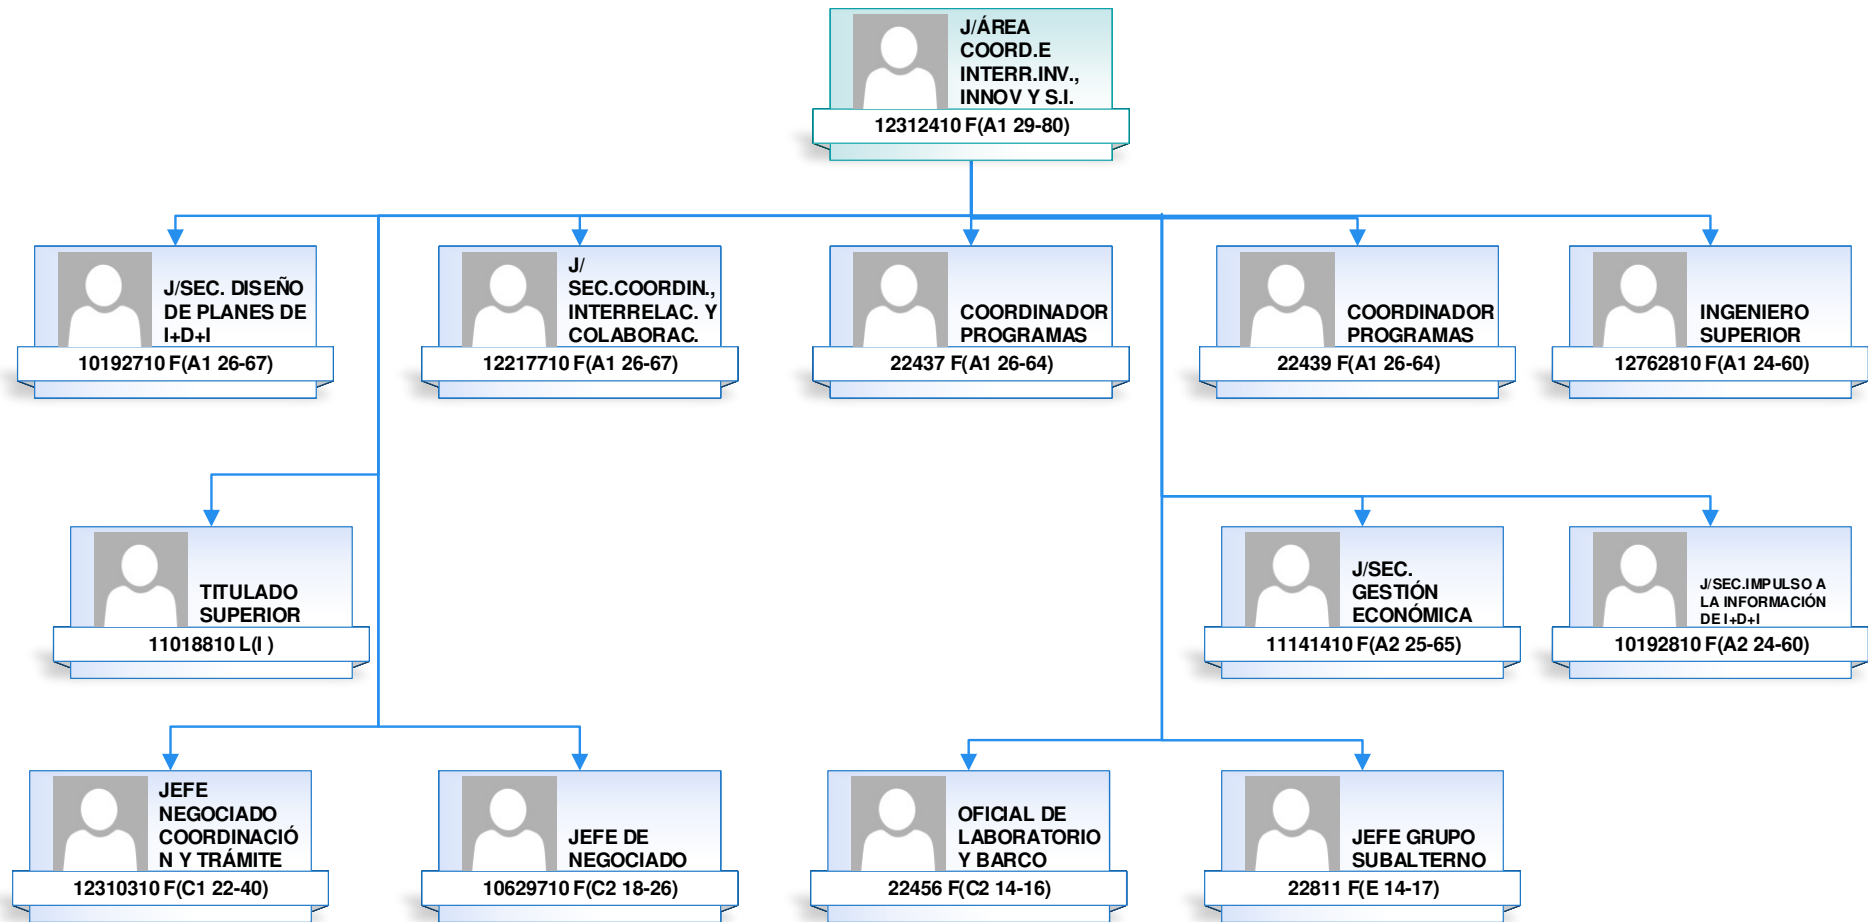 J/ÁREA
COORD.E
INTERR.INV.,
INNOV Y S.I.
12312410 F(A1 29-80)
J/SEC. DISEÑO
DE PLANES DE
I+D+I
10192710 F(A1 26-67)
J/
SEC.COORDIN.,
INTERRELAC. Y
COLABORAC.
12217710 F(A1 26-67)
COORDINADOR
PROGRAMAS
22437 F(A1 26-64)
COORDINADOR
PROGRAMAS
22439 F(A1 26-64)
INGENIERO
SUPERIOR
12762810 F(A1 24-60)
TITULADO
SUPERIOR
11018810 L(I )
J/SEC.
GESTIÓN
ECONÓMICA
11141410 F(A2 25-65)
J/SEC.IMPULSO A
LA INFORMACIÓN
DE I+D+I
10192810 F(A2 24-60)
JEFE
NEGOCIADO
COORDINACIÓ
N Y TRÁMITE
12310310 F(C1 22-40)
JEFE DE
NEGOCIADO
10629710 F(C2 18-26)
OFICIAL DE
LABORATORIO
Y BARCO
22456 F(C2 14-16)
JEFE GRUPO
SUBALTERNO
22811 F(E 14-17)